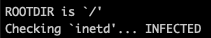 ROOTDIR is `/'
Checking `inetd'... INFECTED